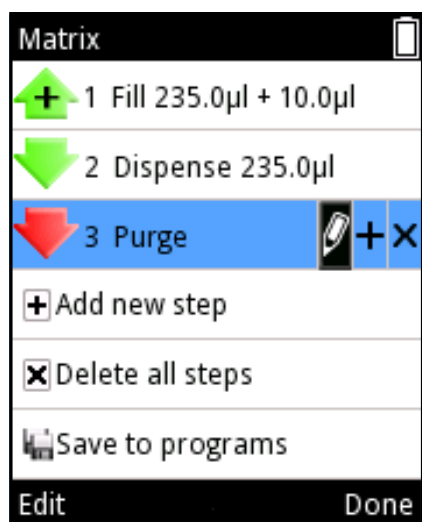 Matrix
1 Fill 235.0µl + 10.0µl
2 Dispense 235.0µl
3 Purge
Add new step
Delete all steps
Save to programs
Edit Done